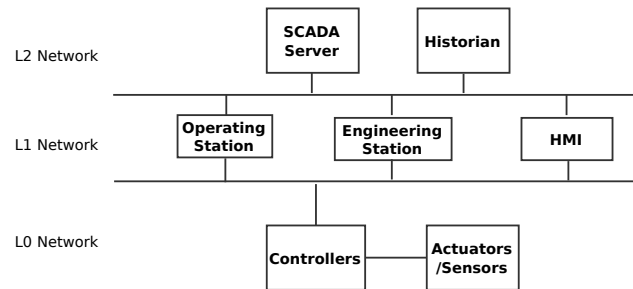 SCADA
Server
Historian
L2 Network
Operating
Station
Engineering
Station
HMI
L1 Network
L0 Network
Controllers
Actuators
/Sensors